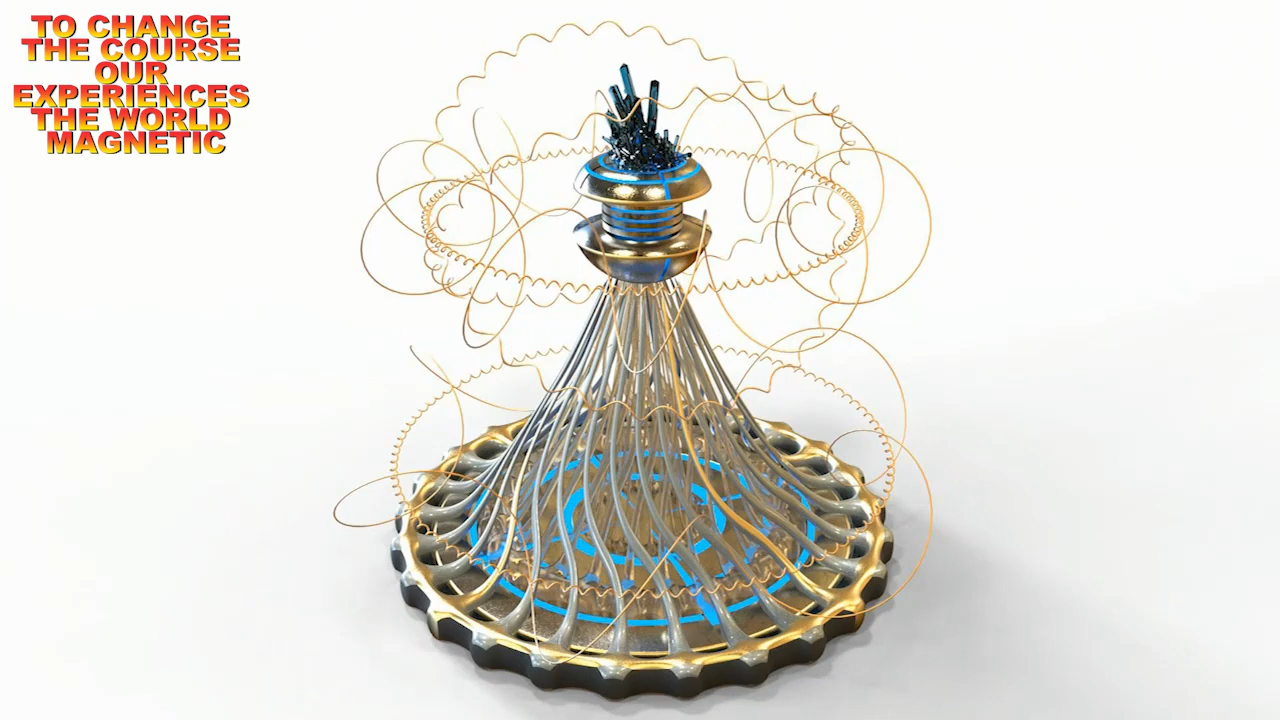 TO CHANGE
THE COURSE
OUR
EXPERIENCES
THE WORLD
MAGNETIC